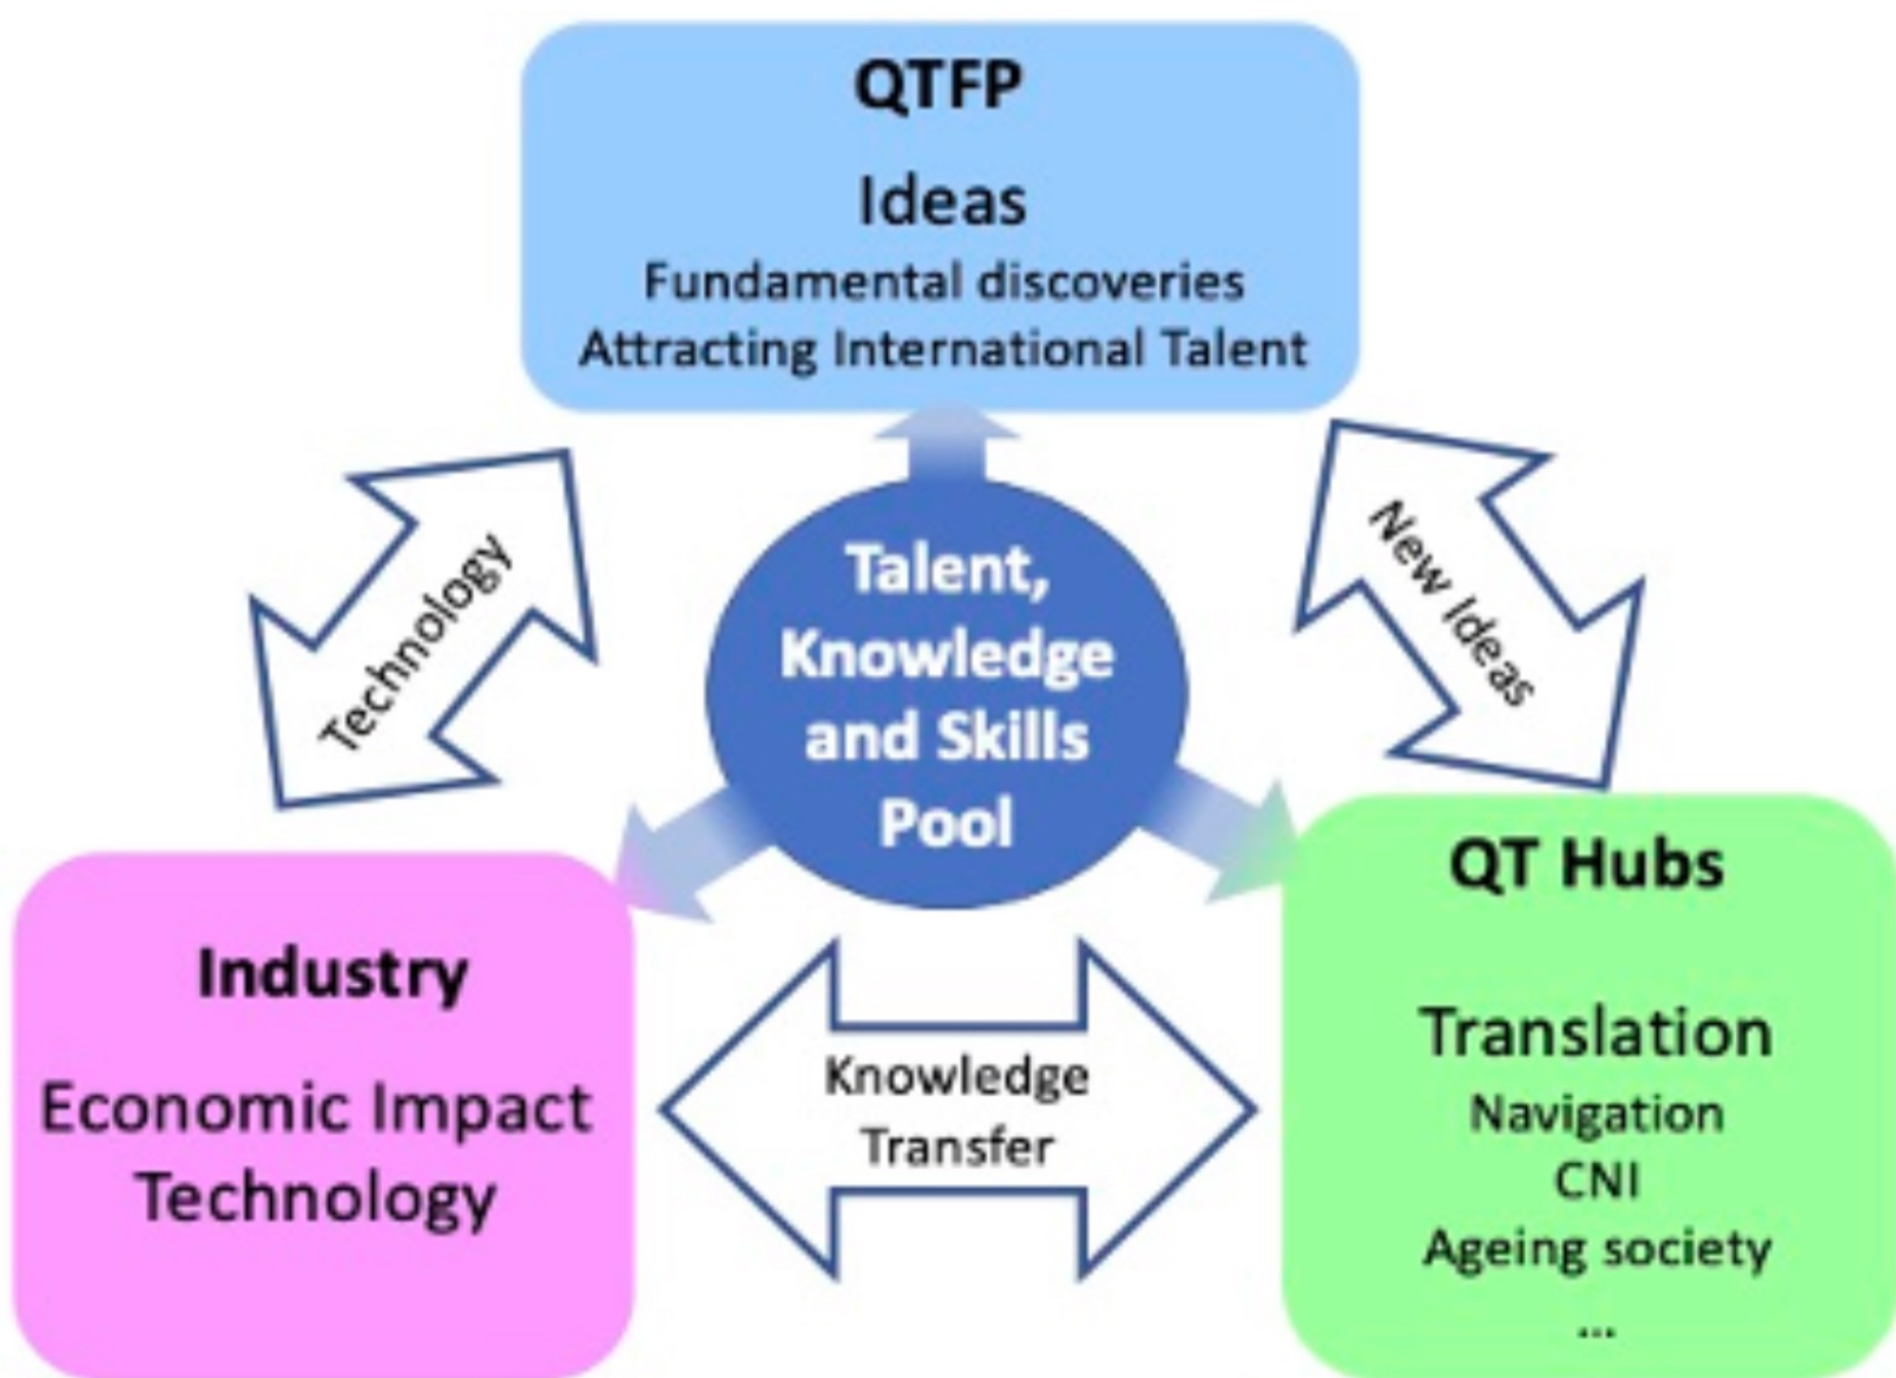 QTFP
Ideas
Fundamental discoveries
Attracting International Talent
Technology
New Ideas
Talent,
Knowledge
and Skills
Pool
Industry
Economic Impact
Technology
Knowledge
Transfer
QT Hubs
Translation
Navigation
CNI
Ageing society
...